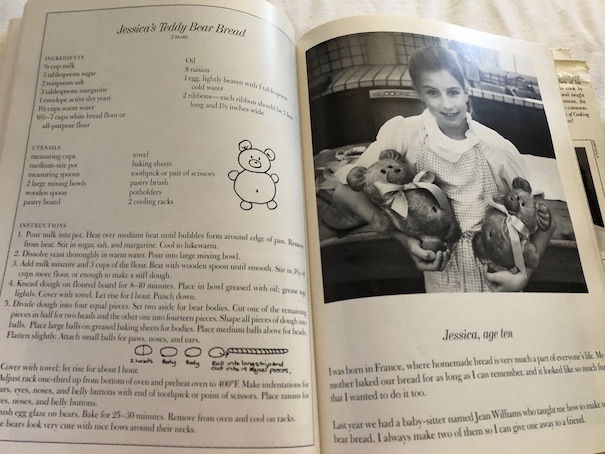 Jessica's Teddy Bear Bread
2 BEARS
INGREDIENTS
¾ cup milk
3 tablespoons sugar
2 teaspoons salt
3 tablespoons margarine
1 envelope active dry yeast
1½ cups warm water
6½–7 cups white bread flour or
all-purpose flour
Oil
8 raisins
1 egg, lightly beaten with 1 tablespoon
cold water
2 ribbons—each ribbon should be
long and 1½ inches wide
UTENSILS
measuring cups
medium-size pot
measuring spoons
2 large mixing bowls
wooden spoon
pastry board
towel
baking sheets
toothpick or pair of scissors
pastry brush
potholders
2 cooling racks
INSTRUCTIONS
1. Pour milk into pot. Heat over medium heat until bubbles form around edge of pan. Remove
from heat. Stir in sugar, salt, and margarine. Cool to lukewarm.
2. Dissolve yeast thoroughly in warm water. Pour into large mixing bowl.
3. Add milk mixture and 3 cups of the flour. Beat with wooden spoon until smooth. Stir in
cups more flour, or enough to make a stiff dough.
4. Knead dough on floured board for 8–10 minutes. Place in bowl greased with oil; grease top
lightly. Cover with towel. Let rise for 1 hour. Punch down.
5. Divide dough into four equal pieces. Set two aside for bear bodies. Cut one of the remaining
pieces in half for two heads and the other one into fourteen pieces. Shape all pieces of dough into
balls. Place large balls on greased baking sheets for bodies. Place medium balls above for heads.
Flatten slightly. Attach small balls for paws, noses, and ears.
2 heads Body Body Roll into long strip and
cut into 14 equal pieces.
Cover with towel; let rise for about 1 hour.
Adjust rack one-third up from bottom of oven and preheat oven to 400°F. Make indentations for
ears, eyes, noses, and belly buttons with end of toothpick or point of scissors. Place raisins for
eyes, noses, and belly buttons.
Brush egg glaze on bears. Bake for 25–30 minutes. Remove from oven and cool on racks.
The bears look very cute with nice bows around their necks.
Jessica, age ten
I was born in France, where homemade bread is very much a part of everyone's life. My
mother baked our bread for as long as I can remember, and it looked like so much fun
that I wanted to do it too.
Last year we had a baby-sitter named Jean Williams who taught me how to make
bear bread. I always make two of them so I can give one away to a friend.